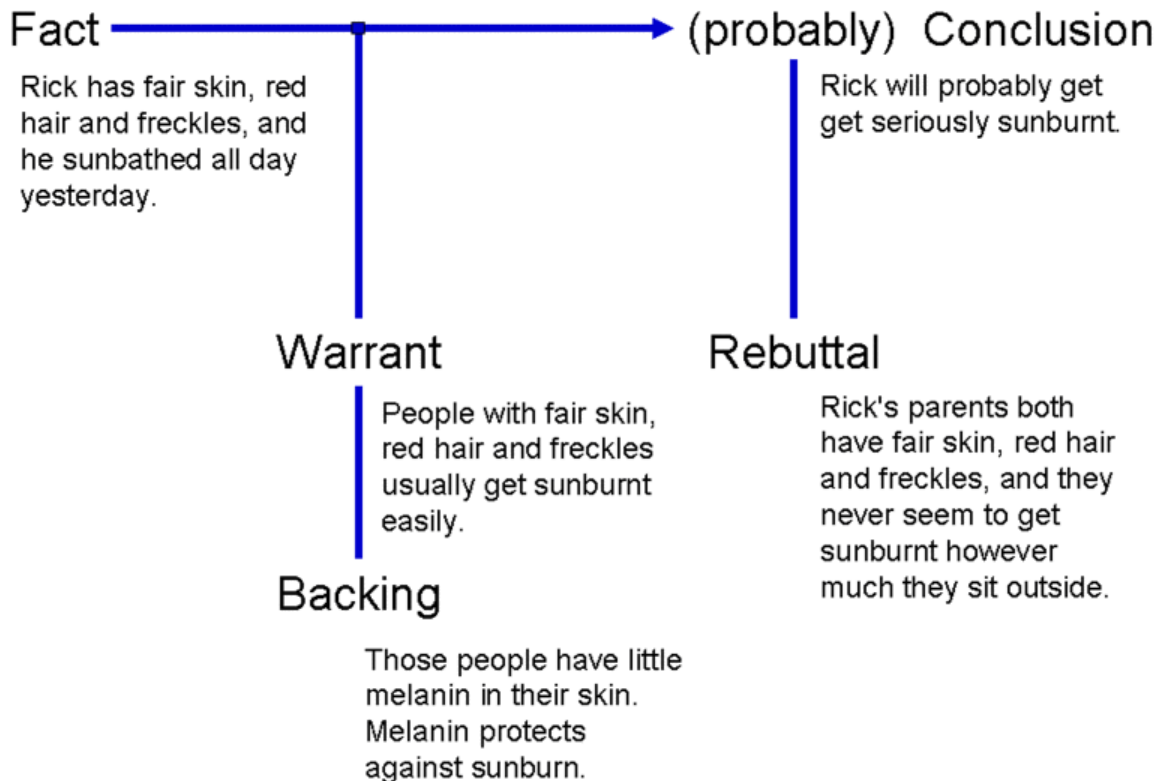 Fact
(probably) Conclusion
Rick has fair skin, red
hair and freckles, and
he sunbathed all day
yesterday.
Rick will probably get
get seriously sunburnt.
Warrant
People with fair skin,
red hair and freckles
usually get sunburnt
easily.
Rebuttal
Rick's parents both
have fair skin, red hair
and freckles, and they
never seem to get
sunburnt however
much they sit outside.
Backing
Those people have little
melanin in their skin.
Melanin protects
against sunburn.